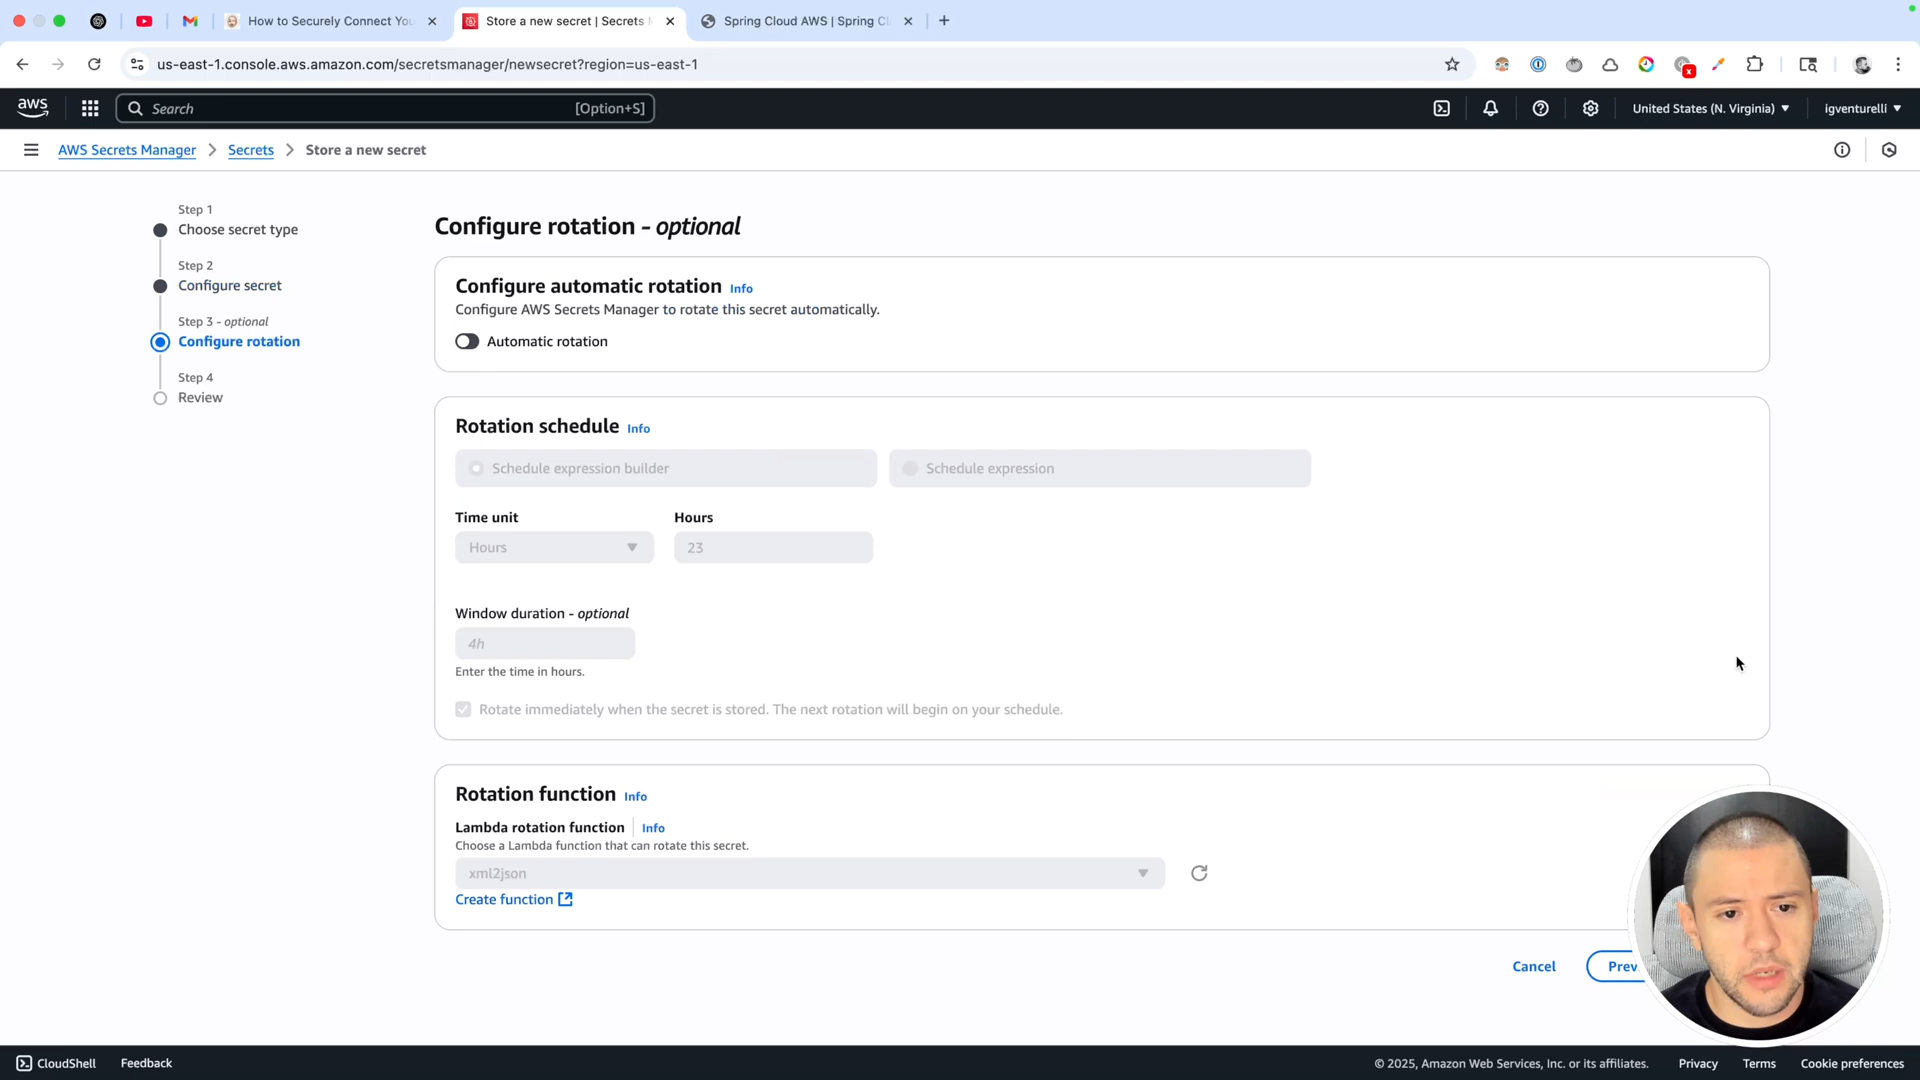 How to Securely Connect You
Store a new secret | Secrets M
Spring Cloud AWS | Spring Cl
us-east-1.console.aws.amazon.com/secretsmanager/newsecret?region=us-east-1
aws
Search
[Option+S]
United States (N. Virginia)
igventurelli
AWS Secrets Manager
Secrets
Store a new secret
Step 1
Choose secret type
Step 2
Configure secret
Step 3 - optional
Configure rotation
Step 4
Review
Configure rotation - optional
Configure automatic rotation Info
Configure AWS Secrets Manager to rotate this secret automatically.
Automatic rotation
Rotation schedule Info
Schedule expression builder
Schedule expression
Time unit
Hours
Hours
23
Window duration - optional
4h
Enter the time in hours.
Rotate immediately when the secret is stored. The next rotation will begin on your schedule.
Rotation function Info
Lambda rotation function Info
Choose a Lambda function that can rotate this secret.
xml2json
Create function
Cancel
Prev
CloudShell
Feedback
© 2025, Amazon Web Services, Inc. or its affiliates.
Privacy
Terms
Cookie preferences